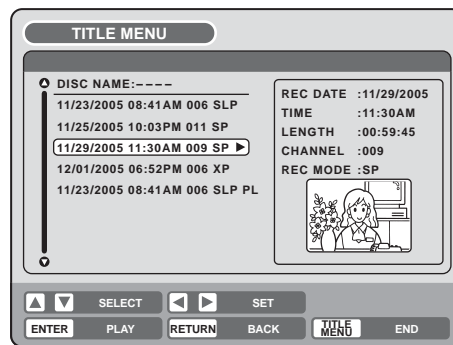 TITLE MENU
DISC NAME:----
11/23/2005 08:41AM 006 SLP
11/25/2005 10:03PM 011 SP
11/29/2005 11:30AM 009 SP ▶
12/01/2005 06:52PM 006 XP
11/23/2005 08:41AM 006 SLP PL
REC DATE :11/29/2005
TIME :11:30AM
LENGTH :00:59:45
CHANNEL :009
REC MODE :SP
SELECT SET
ENTER PLAY RETURN BACK TITLE MENU END